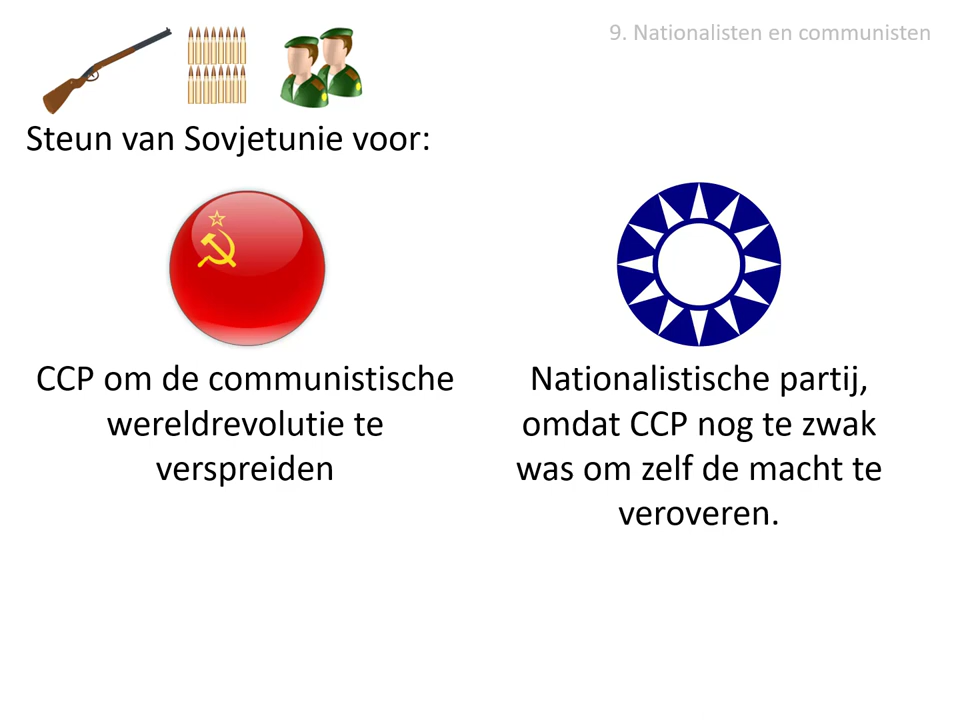 9. Nationalisten en communisten
Steun van Sovjetunie voor:
CCP om de communistische
wereldrevolutie te
verspreiden
Nationalistische partij,
omdat CCP nog te zwak
was om zelf de macht te
veroveren.